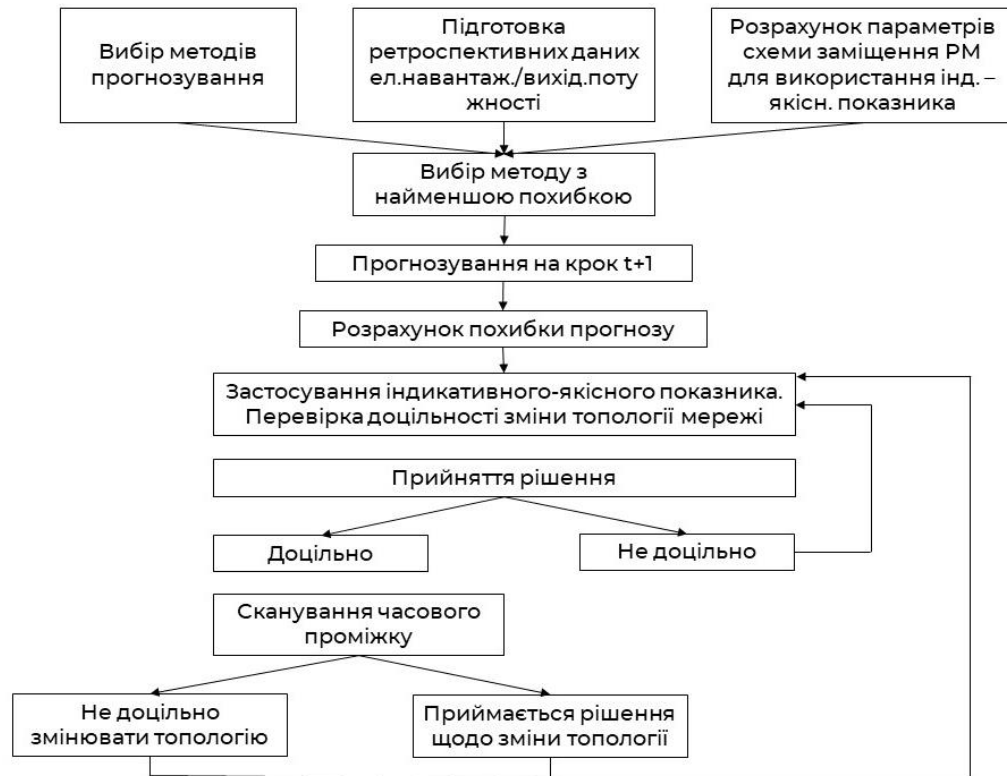 Вибір методів
прогнозування
Підготовка
ретроспективних даних
ел.навантаж./вихід.поту
жності
Розрахунок параметрів
схеми заміщення РМ
для використання інд. –
якісн. показника
Вибір методу з
найменшою похибкою
Прогнозування на крок t+1
Розрахунок похибки прогнозу
Застосування індикативного-якісного показника.
Перевірка доцільності зміни топології мережі
Прийняття рішення
Доцільно
Не доцільно
Сканування часового
проміжку
Не доцільно
змінювати топологію
Приймається рішення
щодо зміни топології